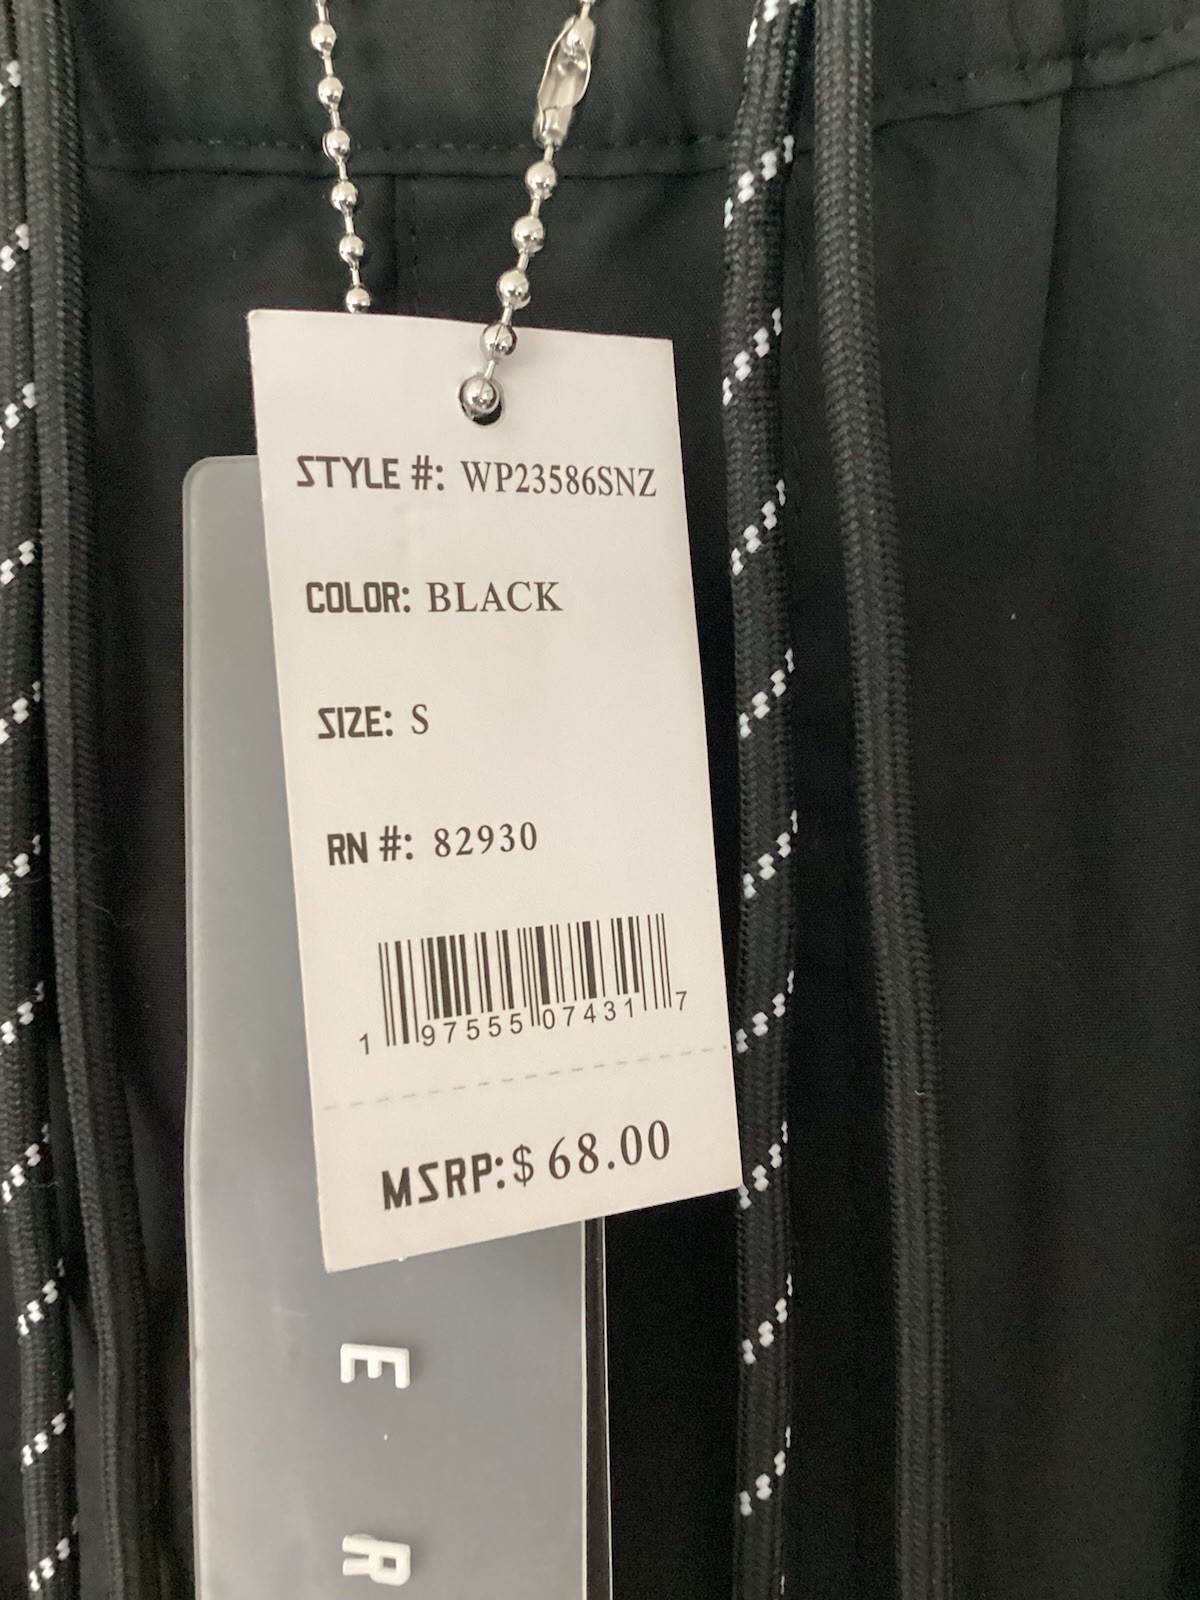 STYLE #: WP23586SNZ
COLOR: BLACK
SIZE: S
RN #: 82930
1 97555 07431 7
MSRP: $ 68.00
E
R